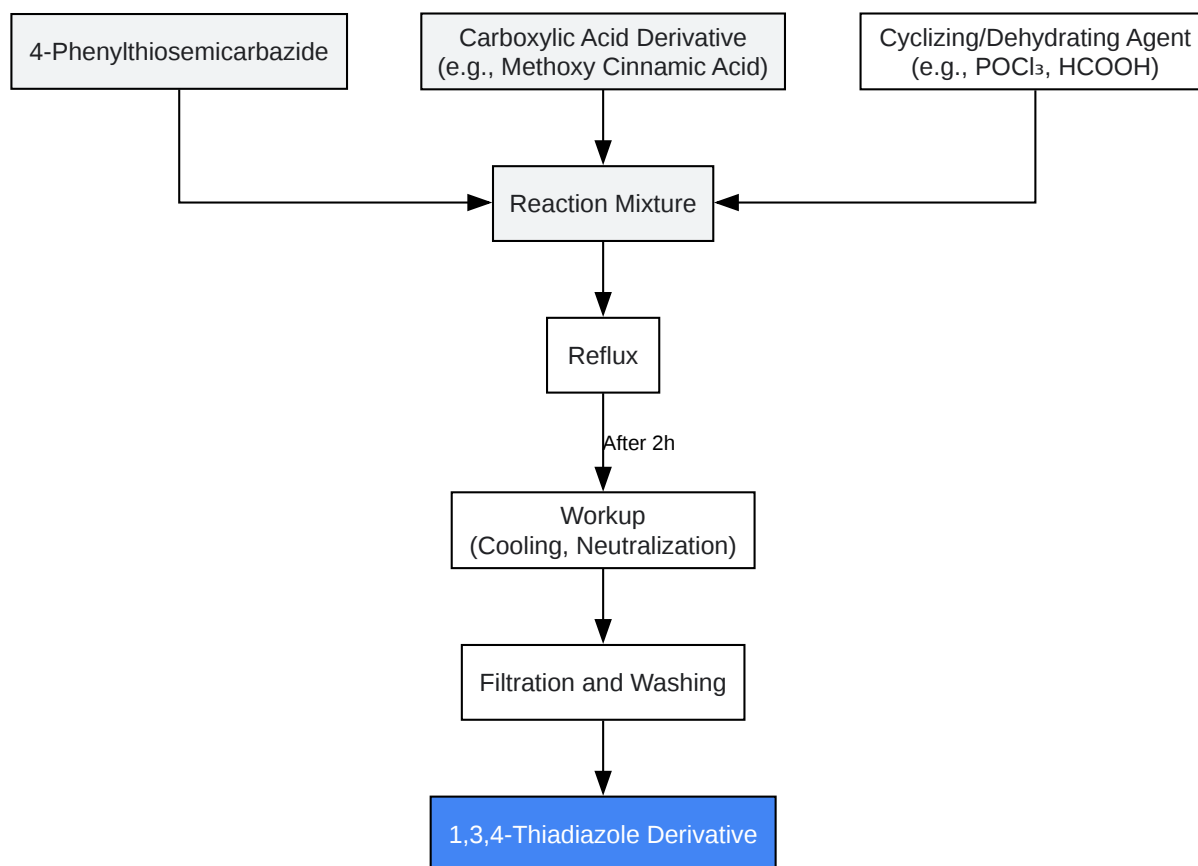 4-Phenylthiosemicarbazide
Carboxylic Acid Derivative
(e.g., Methoxy Cinnamic Acid)
Cyclizing/Dehydrating Agent
(e.g., POCl₃, HCOOH)
Reaction Mixture
Reflux
After 2h
Workup
(Cooling, Neutralization)
Filtration and Washing
1,3,4-Thiadiazole Derivative